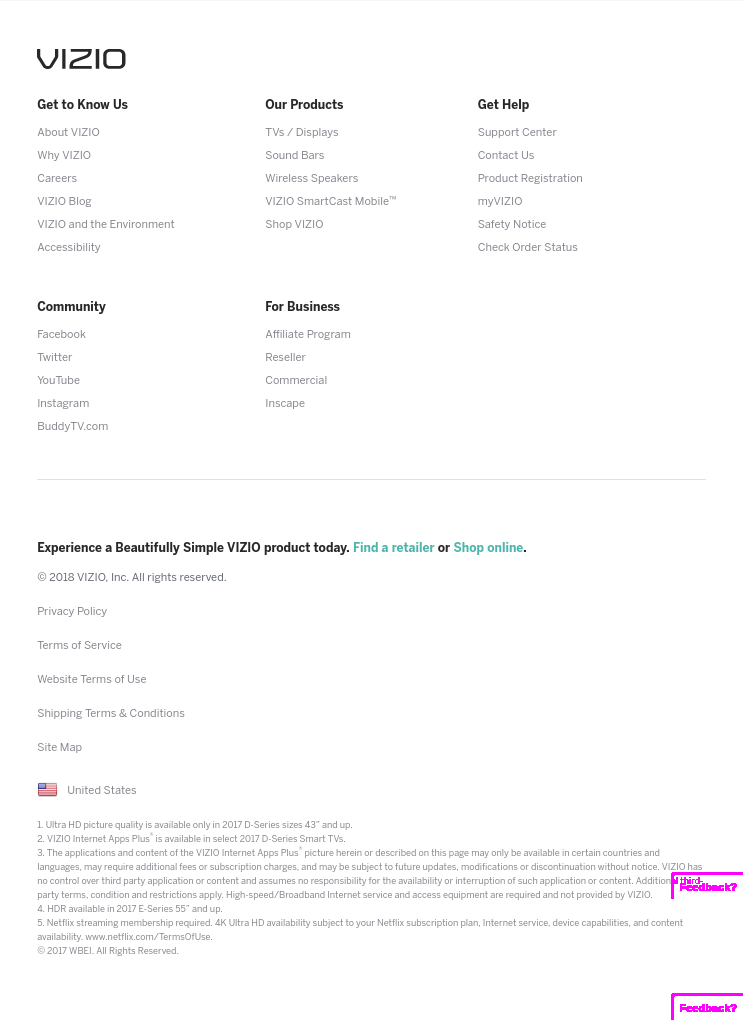 VIZIO
Get to Know Us
About VIZIO
Why VIZIO
Careers
VIZIO Blog
VIZIO and the Environment
Accessibility
Our Products
TVs / Displays
Sound Bars
Wireless Speakers
VIZIO SmartCast Mobile™
Shop VIZIO
Get Help
Support Center
Contact Us
Product Registration
myVIZIO
Safety Notice
Check Order Status
Community
Facebook
Twitter
YouTube
Instagram
BuddyTV.com
For Business
Affiliate Program
Reseller
Commercial
Inscape
Experience a Beautifully Simple VIZIO product today. Find a retailer or Shop online.
© 2018 VIZIO, Inc. All rights reserved.
Privacy Policy
Terms of Service
Website Terms of Use
Shipping Terms & Conditions
Site Map
United States
1. Ultra HD picture quality is available only in 2017 D-Series sizes 43” and up.
2. VIZIO Internet Apps Plus® is available in select 2017 D-Series Smart TVs.
3. The applications and content of the VIZIO Internet Apps Plus® picture herein or described on this page may only be available in certain countries and
languages, may require additional fees or subscription charges, and may be subject to future updates, modifications or discontinuation without notice. VIZIO has
no control over third party application or content and assumes no responsibility for the availability or interruption of such application or content. Additional third-
party terms, condition and restrictions apply. High-speed/Broadband Internet service and access equipment are required and not provided by VIZIO.
4. HDR available in 2017 E-Series 55” and up.
5. Netflix streaming membership required. 4K Ultra HD availability subject to your Netflix subscription plan, Internet service, device capabilities, and content
availability. www.netflix.com/TermsOfUse.
© 2017 WBEI. All Rights Reserved.
Feedback?
Feedback?